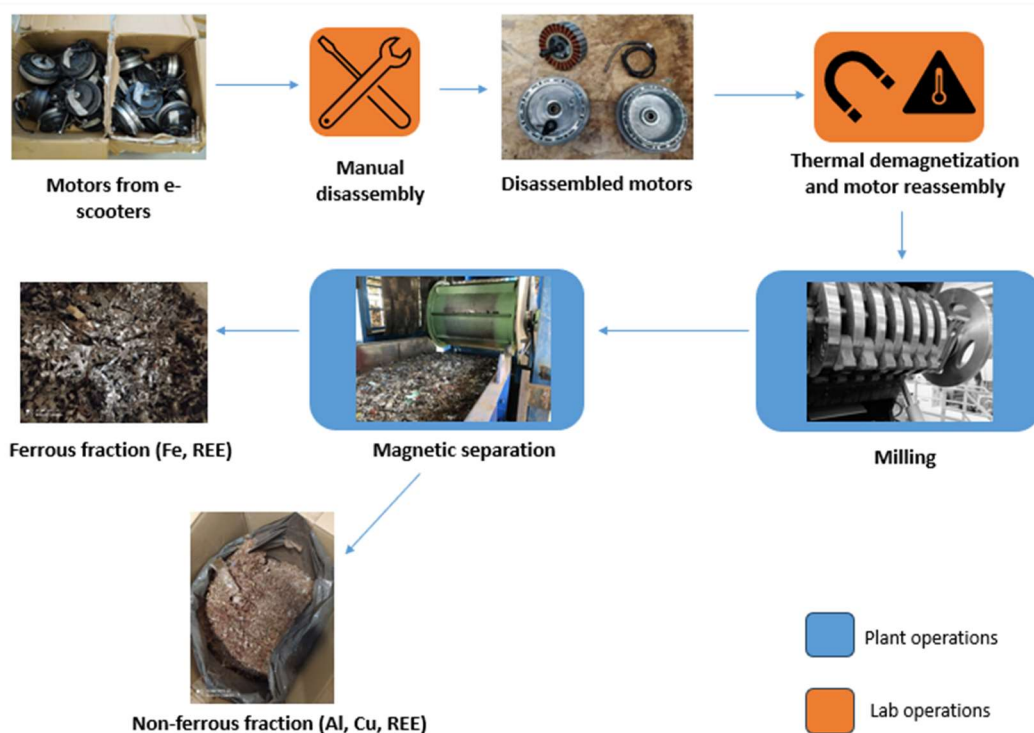 Motors from e-
scooters
Manual
disassembly
Disassembled motors
Thermal demagnetization
and motor reassembly
Ferrous fraction (Fe, REE)
Magnetic separation
Milling
Non-ferrous fraction (Al, Cu, REE)
Plant operations
Lab operations